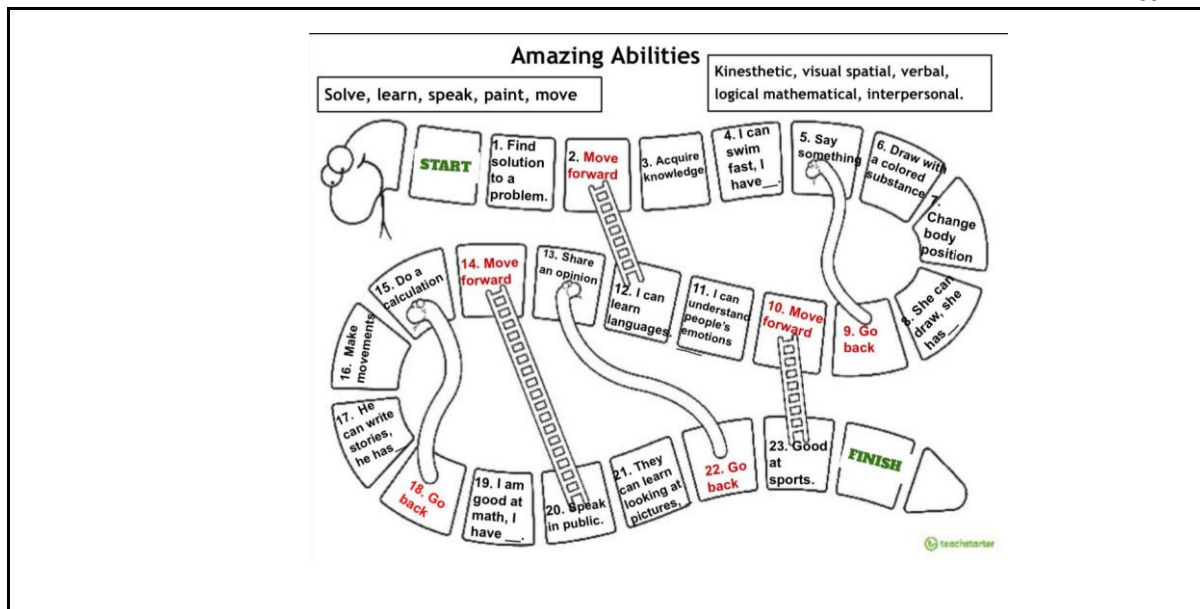 Amazing Abilities
Solve, learn, speak, paint, move
Kinesthetic, visual spatial, verbal,
logical mathematical, interpersonal.
START
1. Find
solution
to a
problem.
2. Move
forward
3. Acquire
knowledge
4. I can
swim
fast, I
have__.
5. Say
something
6. Draw with
a colored
substance
7.
Change
body
position
8. She can
draw, she
has __
9. Go
back
10. Move
forward
11. I can
understand
people's
emotions
__
12. I can
learn
languages.
13. Share
an opinion
14. Move
forward
15. Do a
calculation
16. Make
movements
17. He
can write
stories,
he has_
18. Go
back
19. I am
good at
math, I
have __.
20. Speak
in public.
21. They
can learn
looking at
pictures,
22. Go
back
23. Good
at
sports.
FINISH
teachstarter